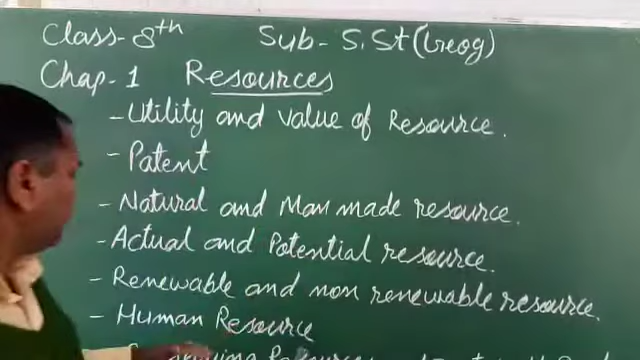 Class-8th Sub-S.St(Geog)
Chap-1 Resources
-Utility and value of Resource.
-Patent
-Natural and Man made resource.
-Actual and Potential resource.
-Renewable and non renewable resource.
-Human Resource